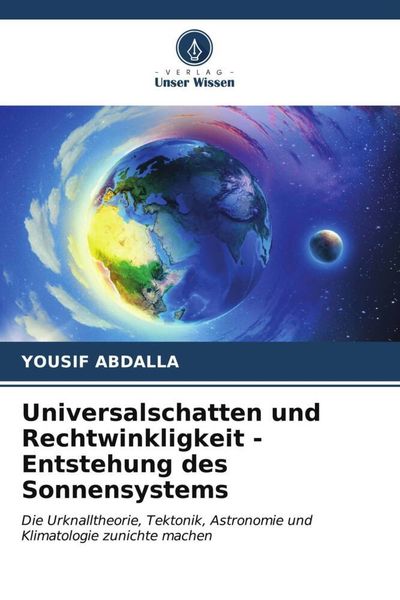 - VERLAG -
Unser Wissen
YOUSIF ABDALLA
Universalschatten und
Rechtwinkligkeit -
Entstehung des
Sonnensystems
Die Urknalltheorie, Tektonik, Astronomie und
Klimatologie zunichte machen